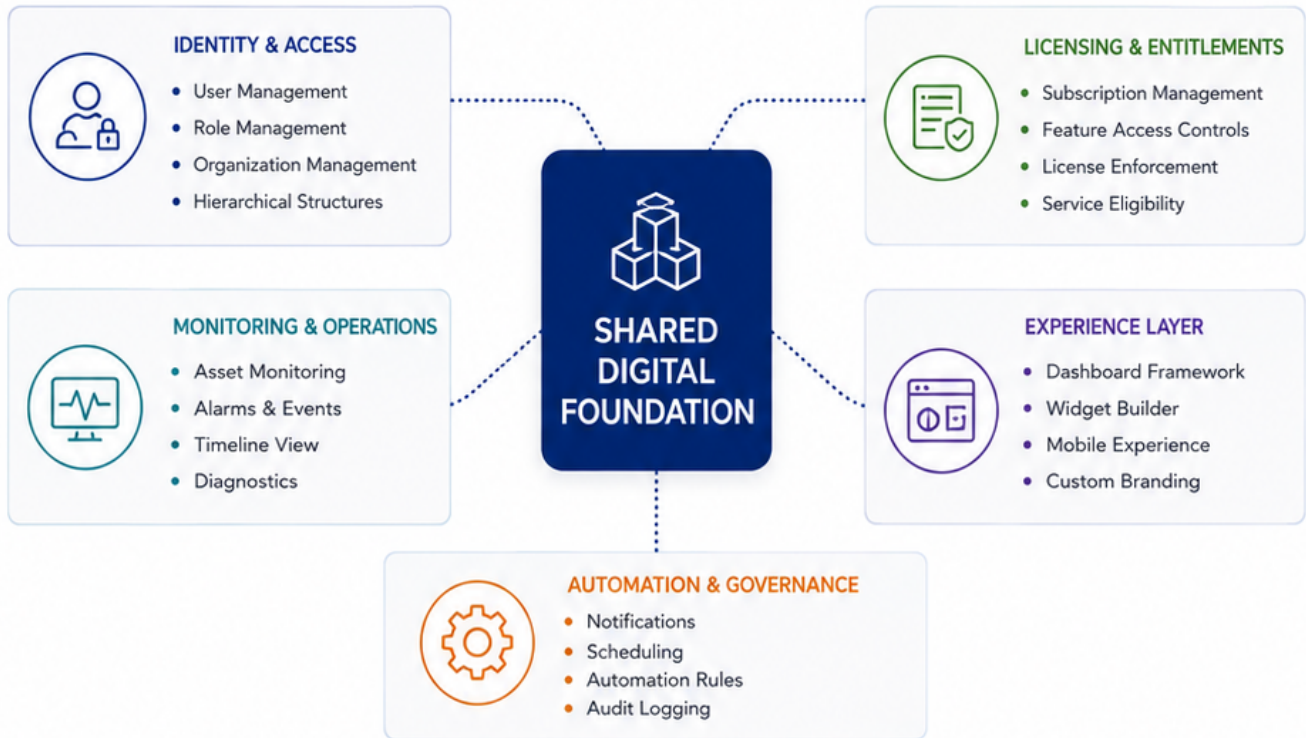 IDENTITY & ACCESS
User Management
Role Management
Organization Management
Hierarchical Structures
LICENSING & ENTITLEMENTS
Subscription Management
Feature Access Controls
License Enforcement
Service Eligibility
SHARED
DIGITAL
FOUNDATION
MONITORING & OPERATIONS
Asset Monitoring
Alarms & Events
Timeline View
Diagnostics
EXPERIENCE LAYER
Dashboard Framework
Widget Builder
Mobile Experience
Custom Branding
AUTOMATION & GOVERNANCE
Notifications
Scheduling
Automation Rules
Audit Logging